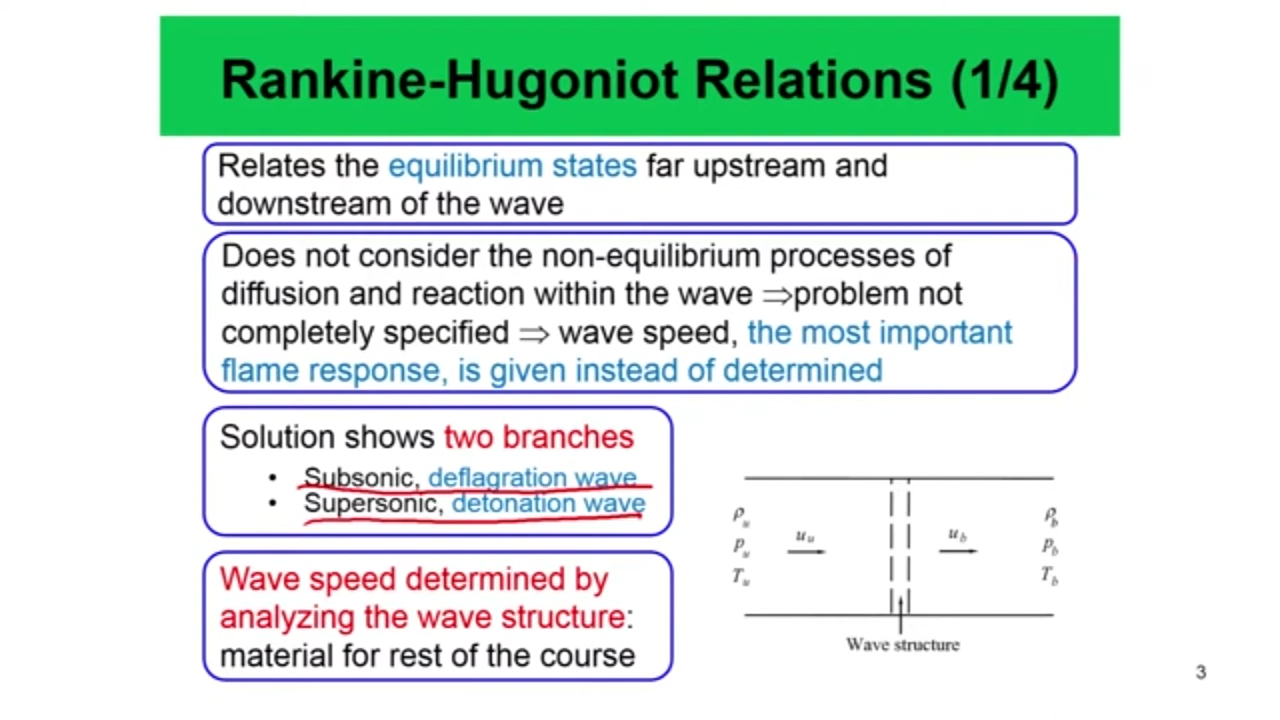 Rankine-Hugoniot Relations (1/4)
Relates the equilibrium states far upstream and
downstream of the wave
Does not consider the non-equilibrium processes of
diffusion and reaction within the wave ⇒problem not
completely specified ⇒ wave speed, the most important
flame response, is given instead of determined
Solution shows two branches
• Subsonic, deflagration wave
• Supersonic, detonation wave
Wave speed determined by
analyzing the wave structure:
material for rest of the course
ρᵤ
pᵤ
Tᵤ
uᵤ
u_b
ρ_b
p_b
T_b
Wave structure
3